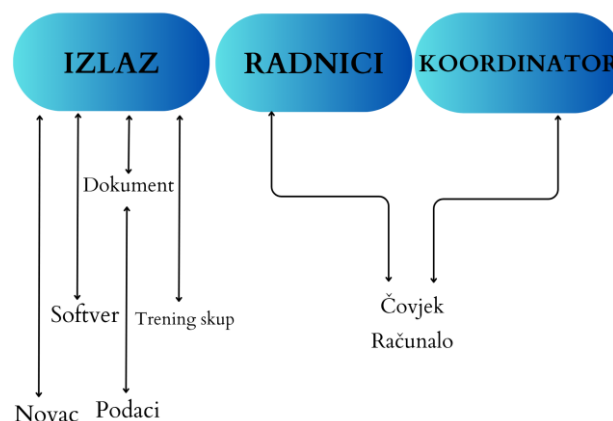 IZLAZ
RADNICI
KOORDINATOR
Dokument
Softver
Trening skup
Novac
Podaci
Čovjek
Računalo